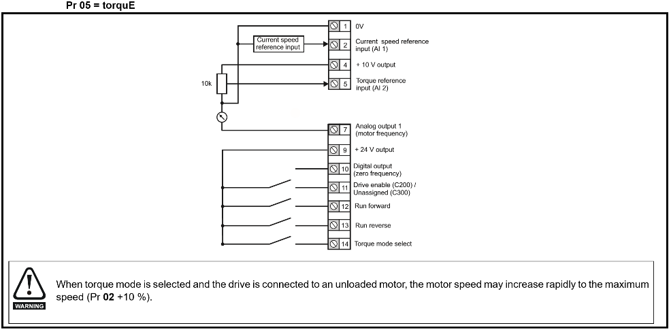 Pr 05 = torquE
1 0V
Current speed
reference input
2 Current speed reference
input (AI 1)
4 + 10 V output
10k
5 Torque reference
input (AI 2)
7 Analog output 1
(motor frequency)
9 + 24 V output
10 Digital output
(zero frequency)
11 Drive enable (C200) /
Unassigned (C300)
12 Run forward
13 Run reverse
14 Torque mode select
WARNING
When torque mode is selected and the drive is connected to an unloaded motor, the motor speed may increase rapidly to the maximum
speed (Pr 02 +10 %).